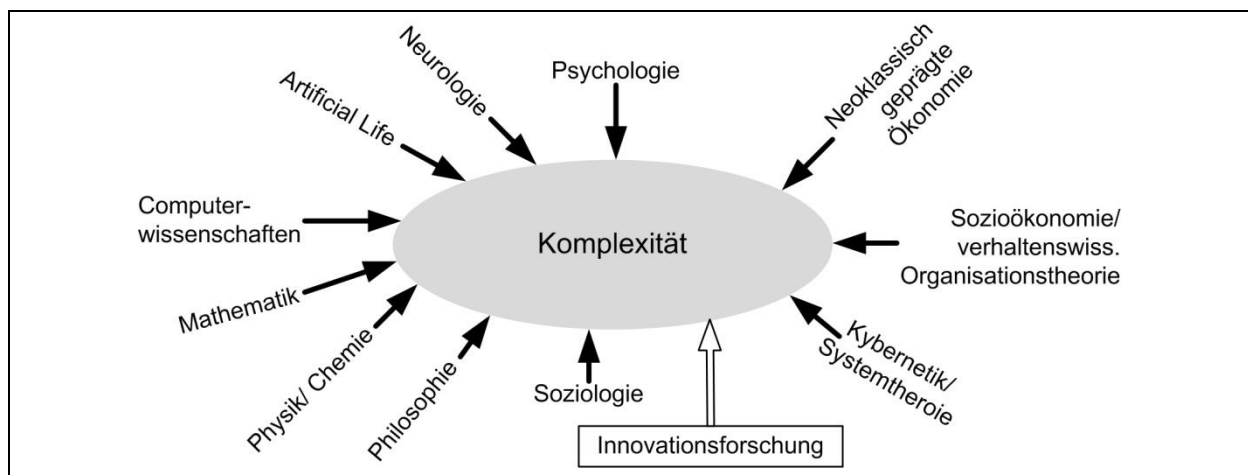 Neurologie
Psychologie
Neoklassisch
geprägte
Ökonomie
Artificial Life
Computer-
wissenschaften
Komplexität
Sozioökonomie/
verhaltenswiss.
Organisationstheorie
Mathematik
Physik/ Chemie
Philosophie
Soziologie
Kybernetik/
Systemtheroie
Innovationsforschung